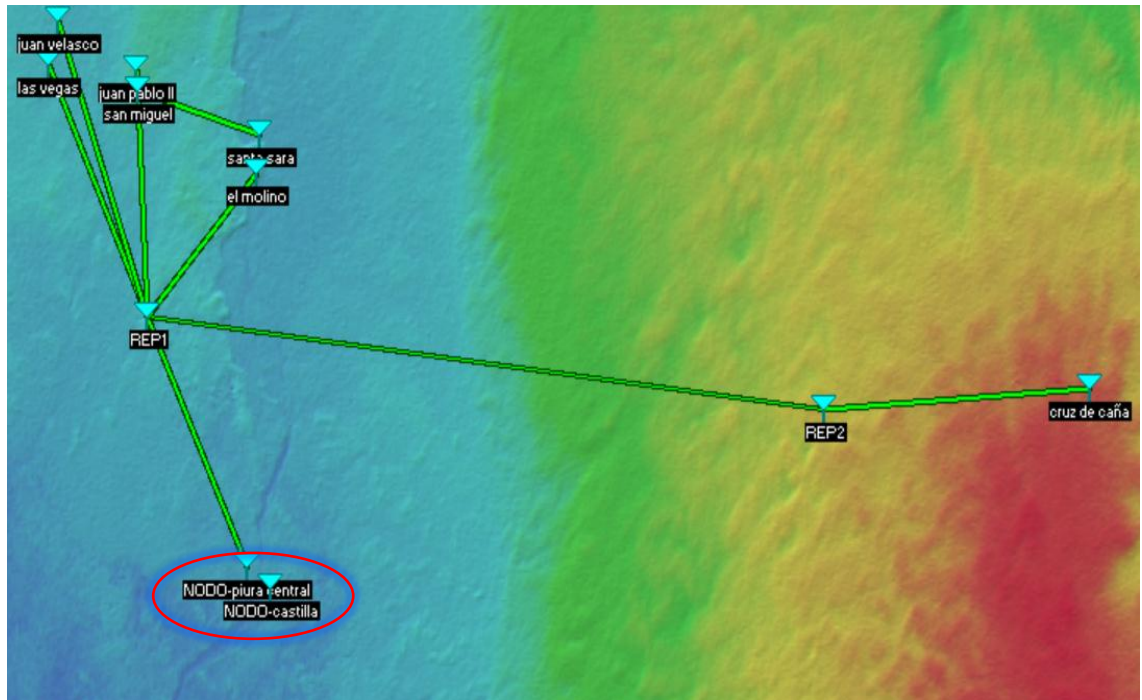 juan velasco
las vegas
juan pablo II
san miguel
santa sara
el molino
REP1
REP2
cruz de caña
NODO-piura central
NODO-castilla